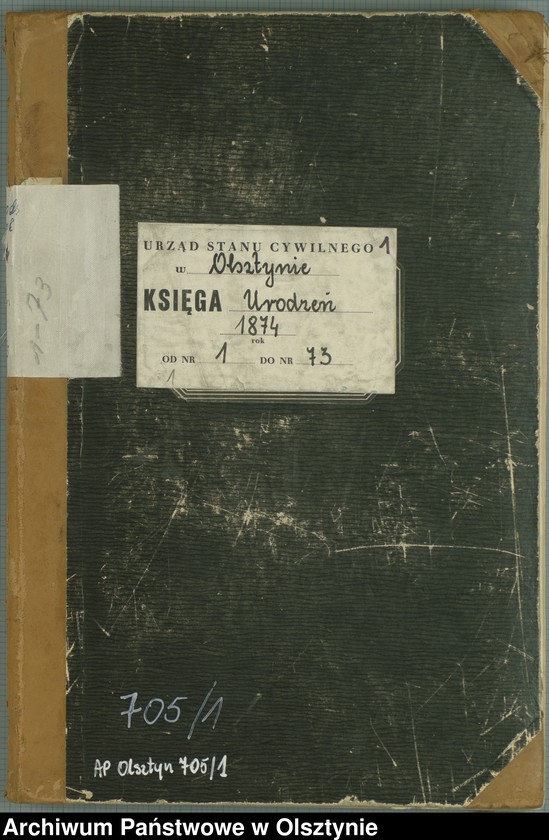 1-73
URZĄD STANU CYWILNEGO 1
w Olsztynie
KSIĘGA Urodzeń
1874
rok
OD NR 1 DO NR 73
1
705/1
AP Olsztyn 705/1
Archiwum Państwowe w Olsztynie